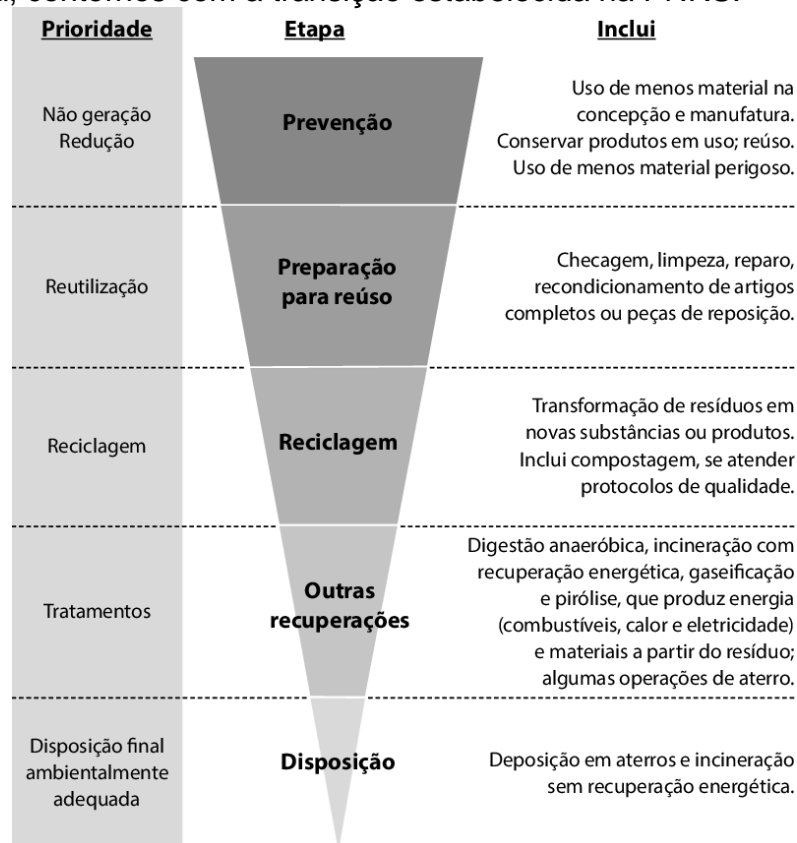 Prioridade
Etapa
Inclui
Não geração
Redução
Prevenção
Uso de menos material na
concepção e manufatura.
Conservar produtos em uso; reúso.
Uso de menos material perigoso.
Reutilização
Preparação
para reúso
Checagem, limpeza, reparo,
recondicionamento de artigos
completos ou peças de reposição.
Reciclagem
Reciclagem
Transformação de resíduos em
novas substâncias ou produtos.
Inclui compostagem, se atender
protocolos de qualidade.
Tratamentos
Outras
recuperações
Digestão anaeróbica, incineração com
recuperação energética, gaseificação
e pirólise, que produz energia
(combustíveis, calor e eletricidade)
e materiais a partir do resíduo;
algumas operações de aterro.
Disposição final
ambientalmente
adequada
Disposição
Deposição em aterros e incineração
sem recuperação energética.